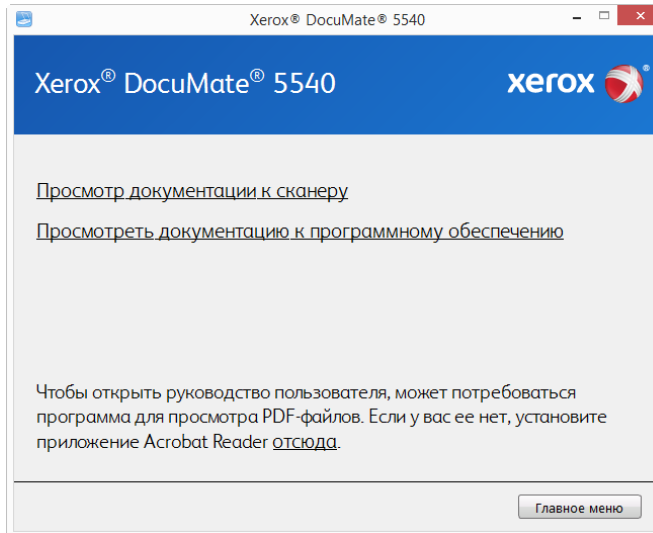 Xerox® DocuMate® 5540
Xerox® DocuMate® 5540
xerox®
Просмотр документации к сканеру
Просмотреть документацию к программному обеспечению
Чтобы открыть руководство пользователя, может потребоваться
программа для просмотра PDF-файлов. Если у вас ее нет, установите
приложение Acrobat Reader отсюда.
Главное меню